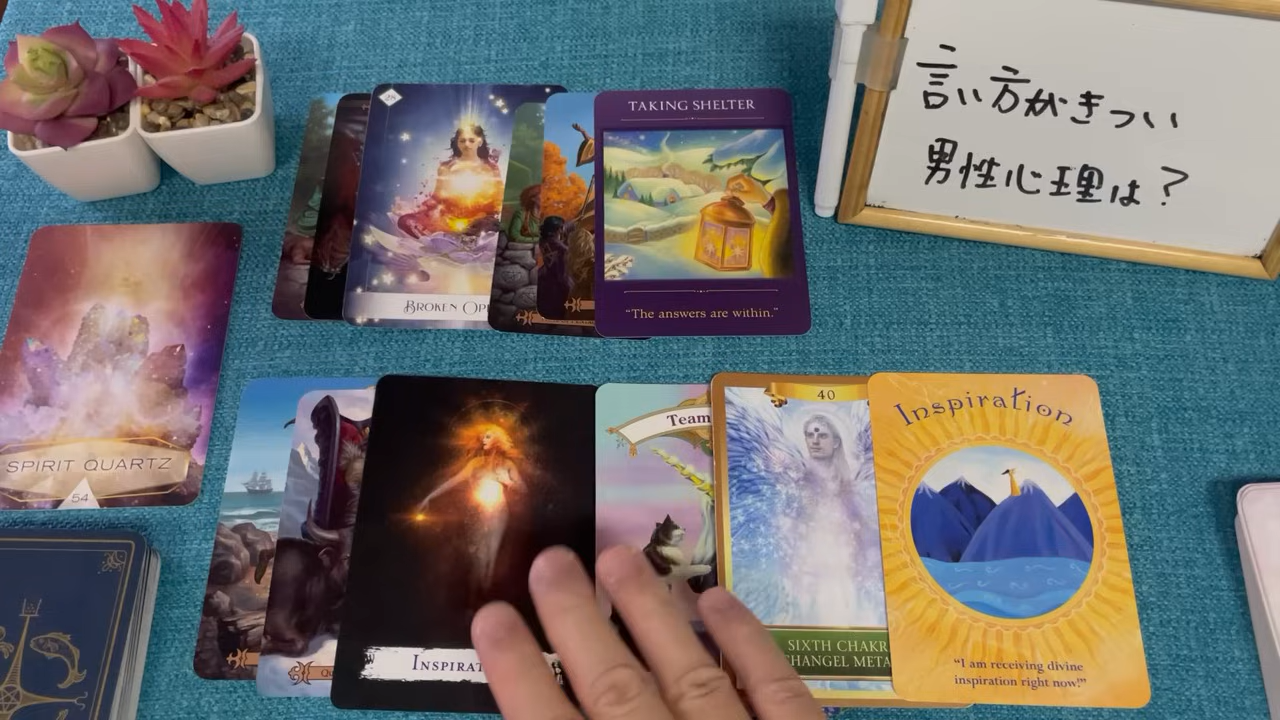 言い方がきつい
男性心理は？
TAKING SHELTER
BROKEN OP
“The answers are within.”
SPIRIT QUARTZ
54
Team
40
Inspiration
INSPIRAT
SIXTH CHAKR
CHANGEL META
“I am receiving divine
inspiration right now!”